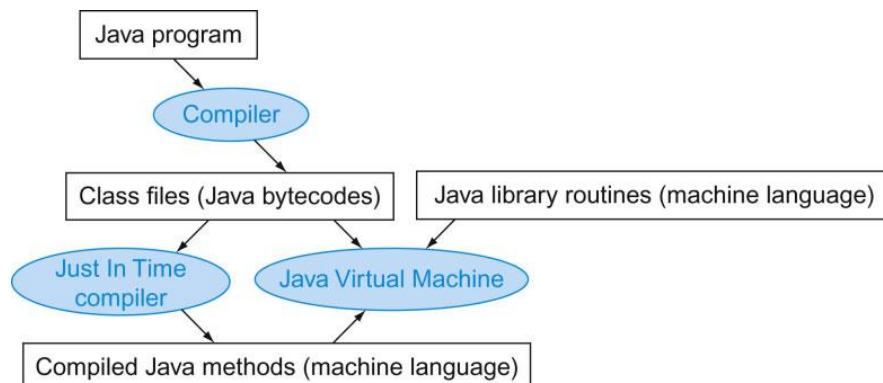 Java program
Compiler
Class files (Java bytecodes)
Java library routines (machine language)
Just In Time
compiler
Java Virtual Machine
Compiled Java methods (machine language)